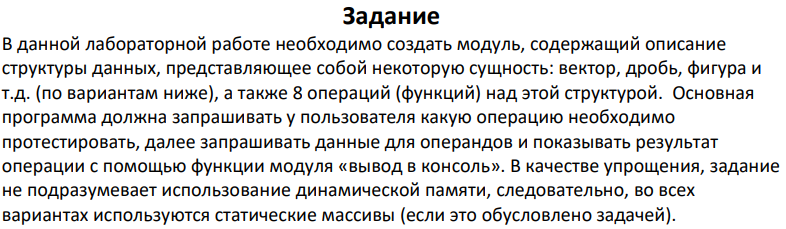 Задание
В данной лабораторной работе необходимо создать модуль, содержащий описание
структуры данных, представляющее собой некоторую сущность: вектор, дробь, фигура и
т.д. (по вариантам ниже), а также 8 операций (функций) над этой структурой.  Основная
программа должна запрашивать у пользователя какую операцию необходимо
протестировать, далее запрашивать данные для операндов и показывать результат
операции с помощью функции модуля «вывод в консоль». В качестве упрощения, задание
не подразумевает использование динамической памяти, следовательно, во всех
вариантах используются статические массивы (если это обусловлено задачей).